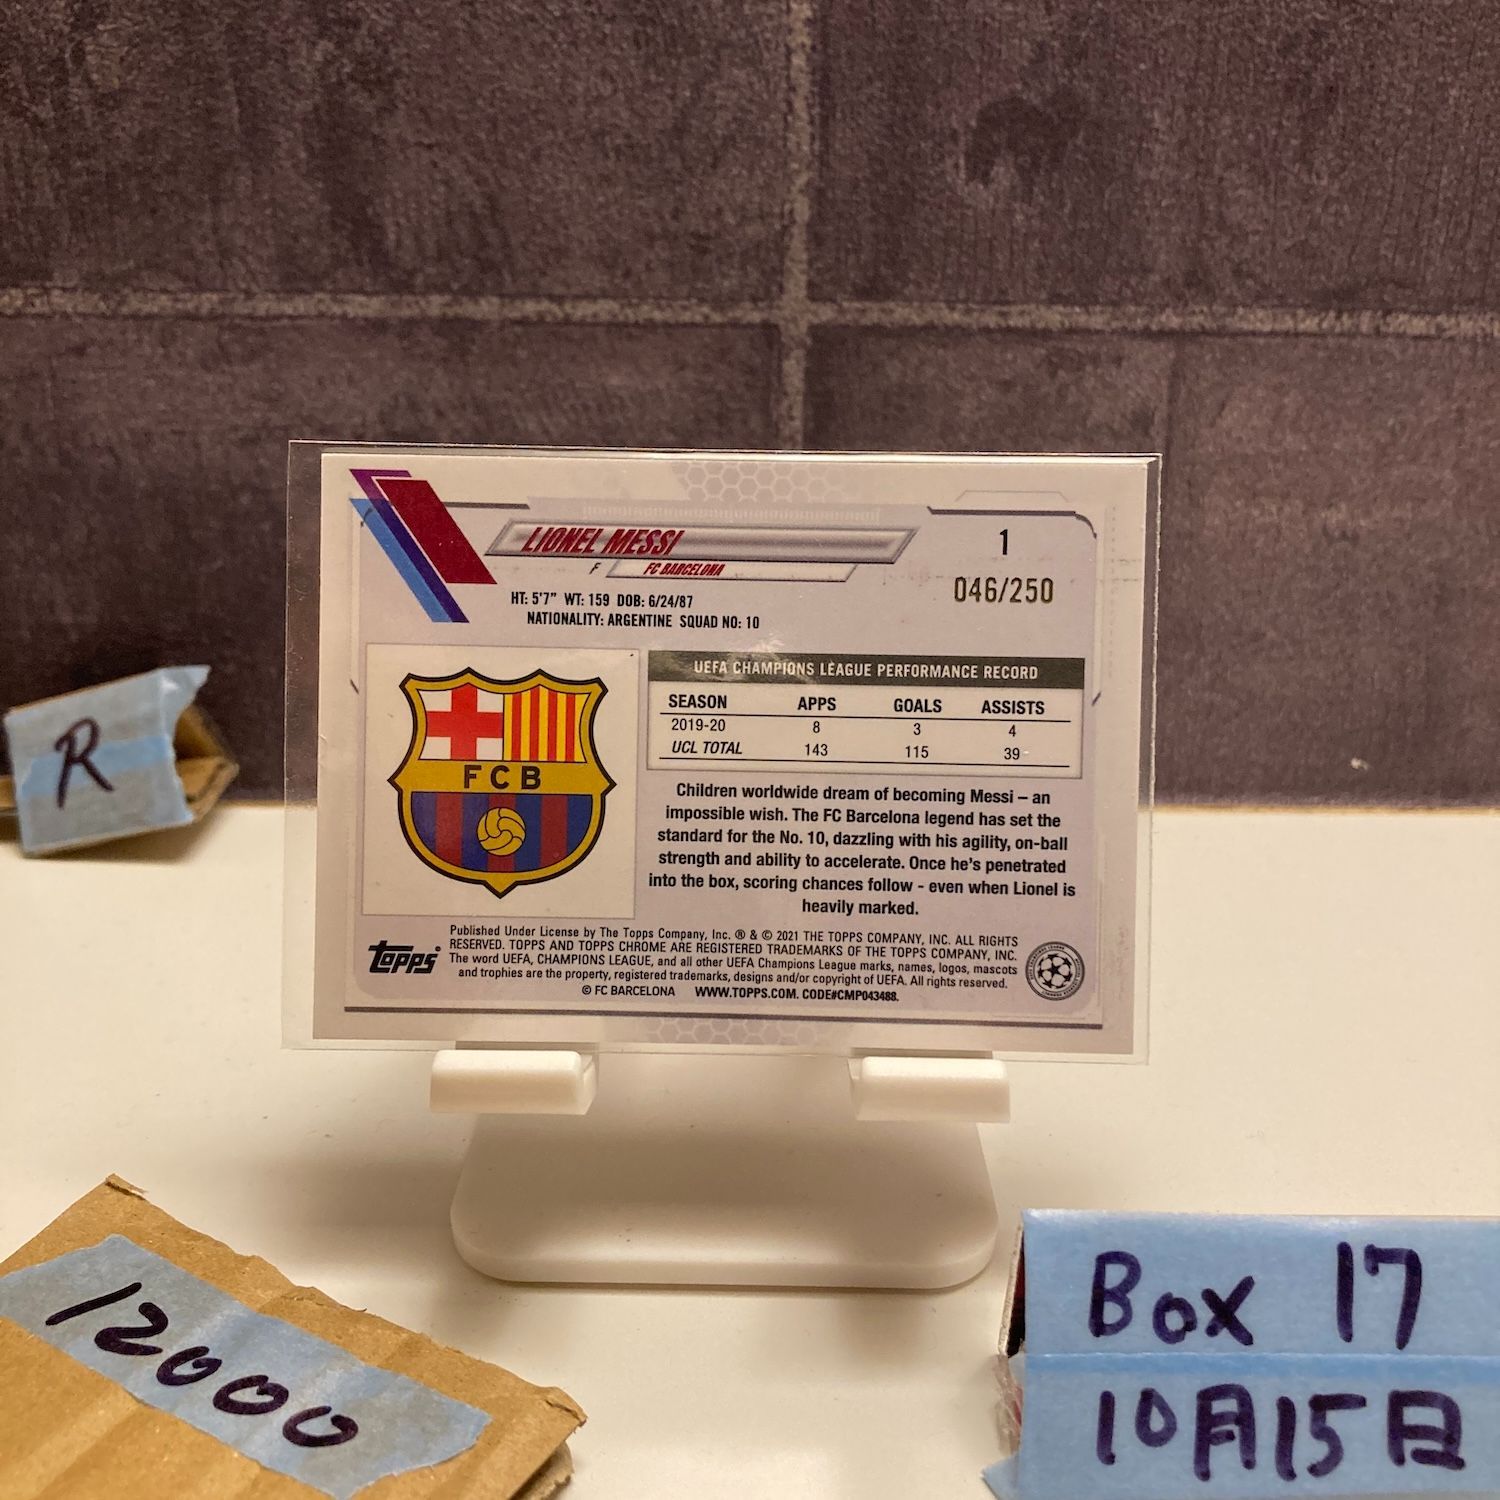 LIONEL MESSI
1
F FC BARCELONA
046/250
HT: 5'7" WT: 159 DOB: 6/24/87
NATIONALITY: ARGENTINE SQUAD NO: 10
FCB
UEFA CHAMPIONS LEAGUE PERFORMANCE RECORD
SEASON APPS GOALS ASSISTS
2019-20 8 3 4
UCL TOTAL 143 115 39
Children worldwide dream of becoming Messi – an
impossible wish. The FC Barcelona legend has set the
standard for the No. 10, dazzling with his agility, on-ball
strength and ability to accelerate. Once he's penetrated
into the box, scoring chances follow - even when Lionel is
heavily marked.
topps
Published Under License by The Topps Company, Inc. ® & © 2021 THE TOPPS COMPANY, INC. ALL RIGHTS
RESERVED. TOPPS AND TOPPS CHROME ARE REGISTERED TRADEMARKS OF THE TOPPS COMPANY, INC.
The word UEFA, CHAMPIONS LEAGUE, and all other UEFA Champions League marks, names, logos, mascots
and trophies are the property, registered trademarks, designs and/or copyright of UEFA. All rights reserved.
© FC BARCELONA WWW.TOPPS.COM. CODE#CMP043488.
R
12000
Box 17
10月15日